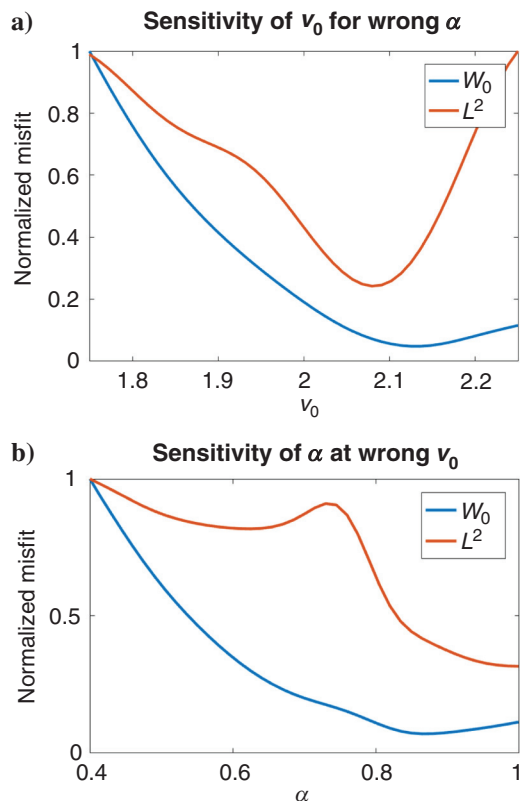 a)
Sensitivity of v₀ for wrong α
1
0.8
0.6
0.4
0.2
0
Normalized misfit
W₀
L²
1.8
1.9
2
2.1
2.2
v₀
b)
Sensitivity of α at wrong v₀
1
0.5
0
Normalized misfit
W₀
L²
0.4
0.6
0.8
1
α